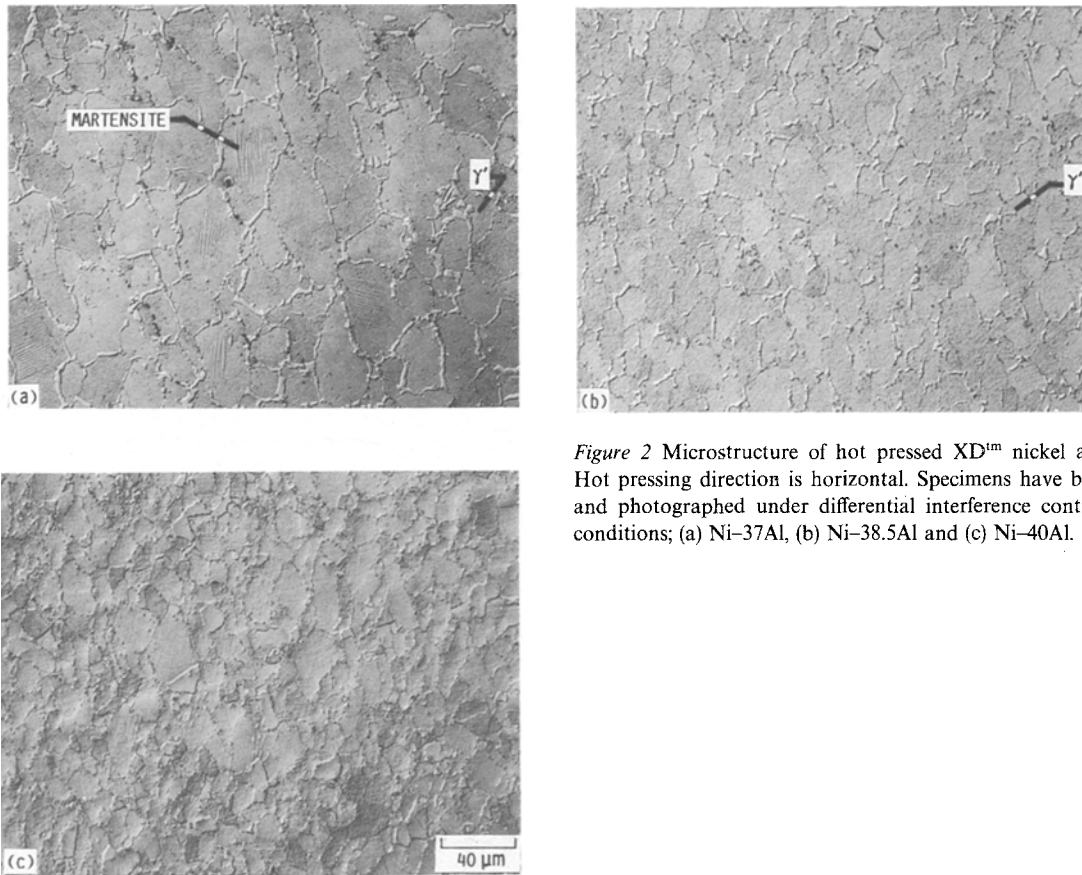 MARTENSITE
γ'
(a)
γ'
(b)
Figure 2 Microstructure of hot pressed XDtm nickel a
Hot pressing direction is horizontal. Specimens have b
and photographed under differential interference cont
conditions; (a) Ni–37Al, (b) Ni–38.5Al and (c) Ni–40Al.
(c)
40 μm